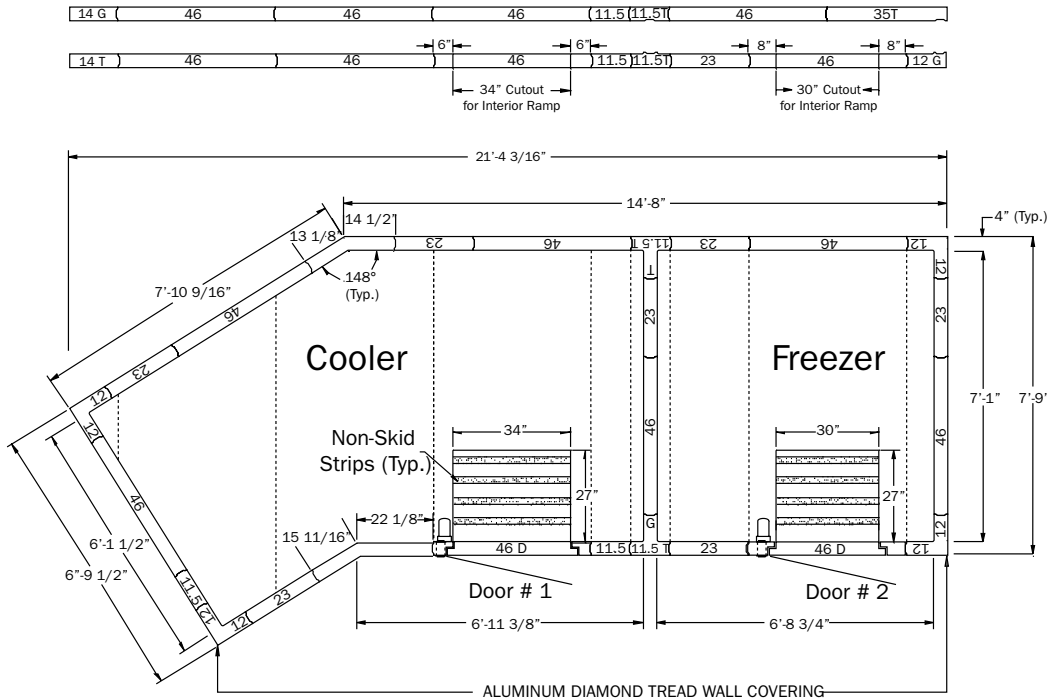 14 G 46 46 46 11.5 11.5T 46 35T
6" 6" 8" 8"
14 T 46 46 46 11.5 11.5T 23 46 12 G
34" Cutout
for Interior Ramp
30" Cutout
for Interior Ramp
21'-4 3/16"
14'-8"
14 1/2"
4" (Typ.)
13 1/8"
23 46 11.5T 23 46 12
148°
(Typ.)
T
12
7'-10 9/16"
46
23
23
Cooler
Freezer
23
12
12
7'-1"
7'-9"
Non-Skid
Strips (Typ.)
34"
30"
46
46
46
27"
27"
22 1/8"
G
12
15 11/16"
6'-1 1/2"
6"-9 1/2"
46 D 11.5 11.5 T 23 46 D 12
11.5
12
23
12
Door # 1
Door # 2
6'-11 3/8"
6'-8 3/4"
ALUMINUM DIAMOND TREAD WALL COVERING